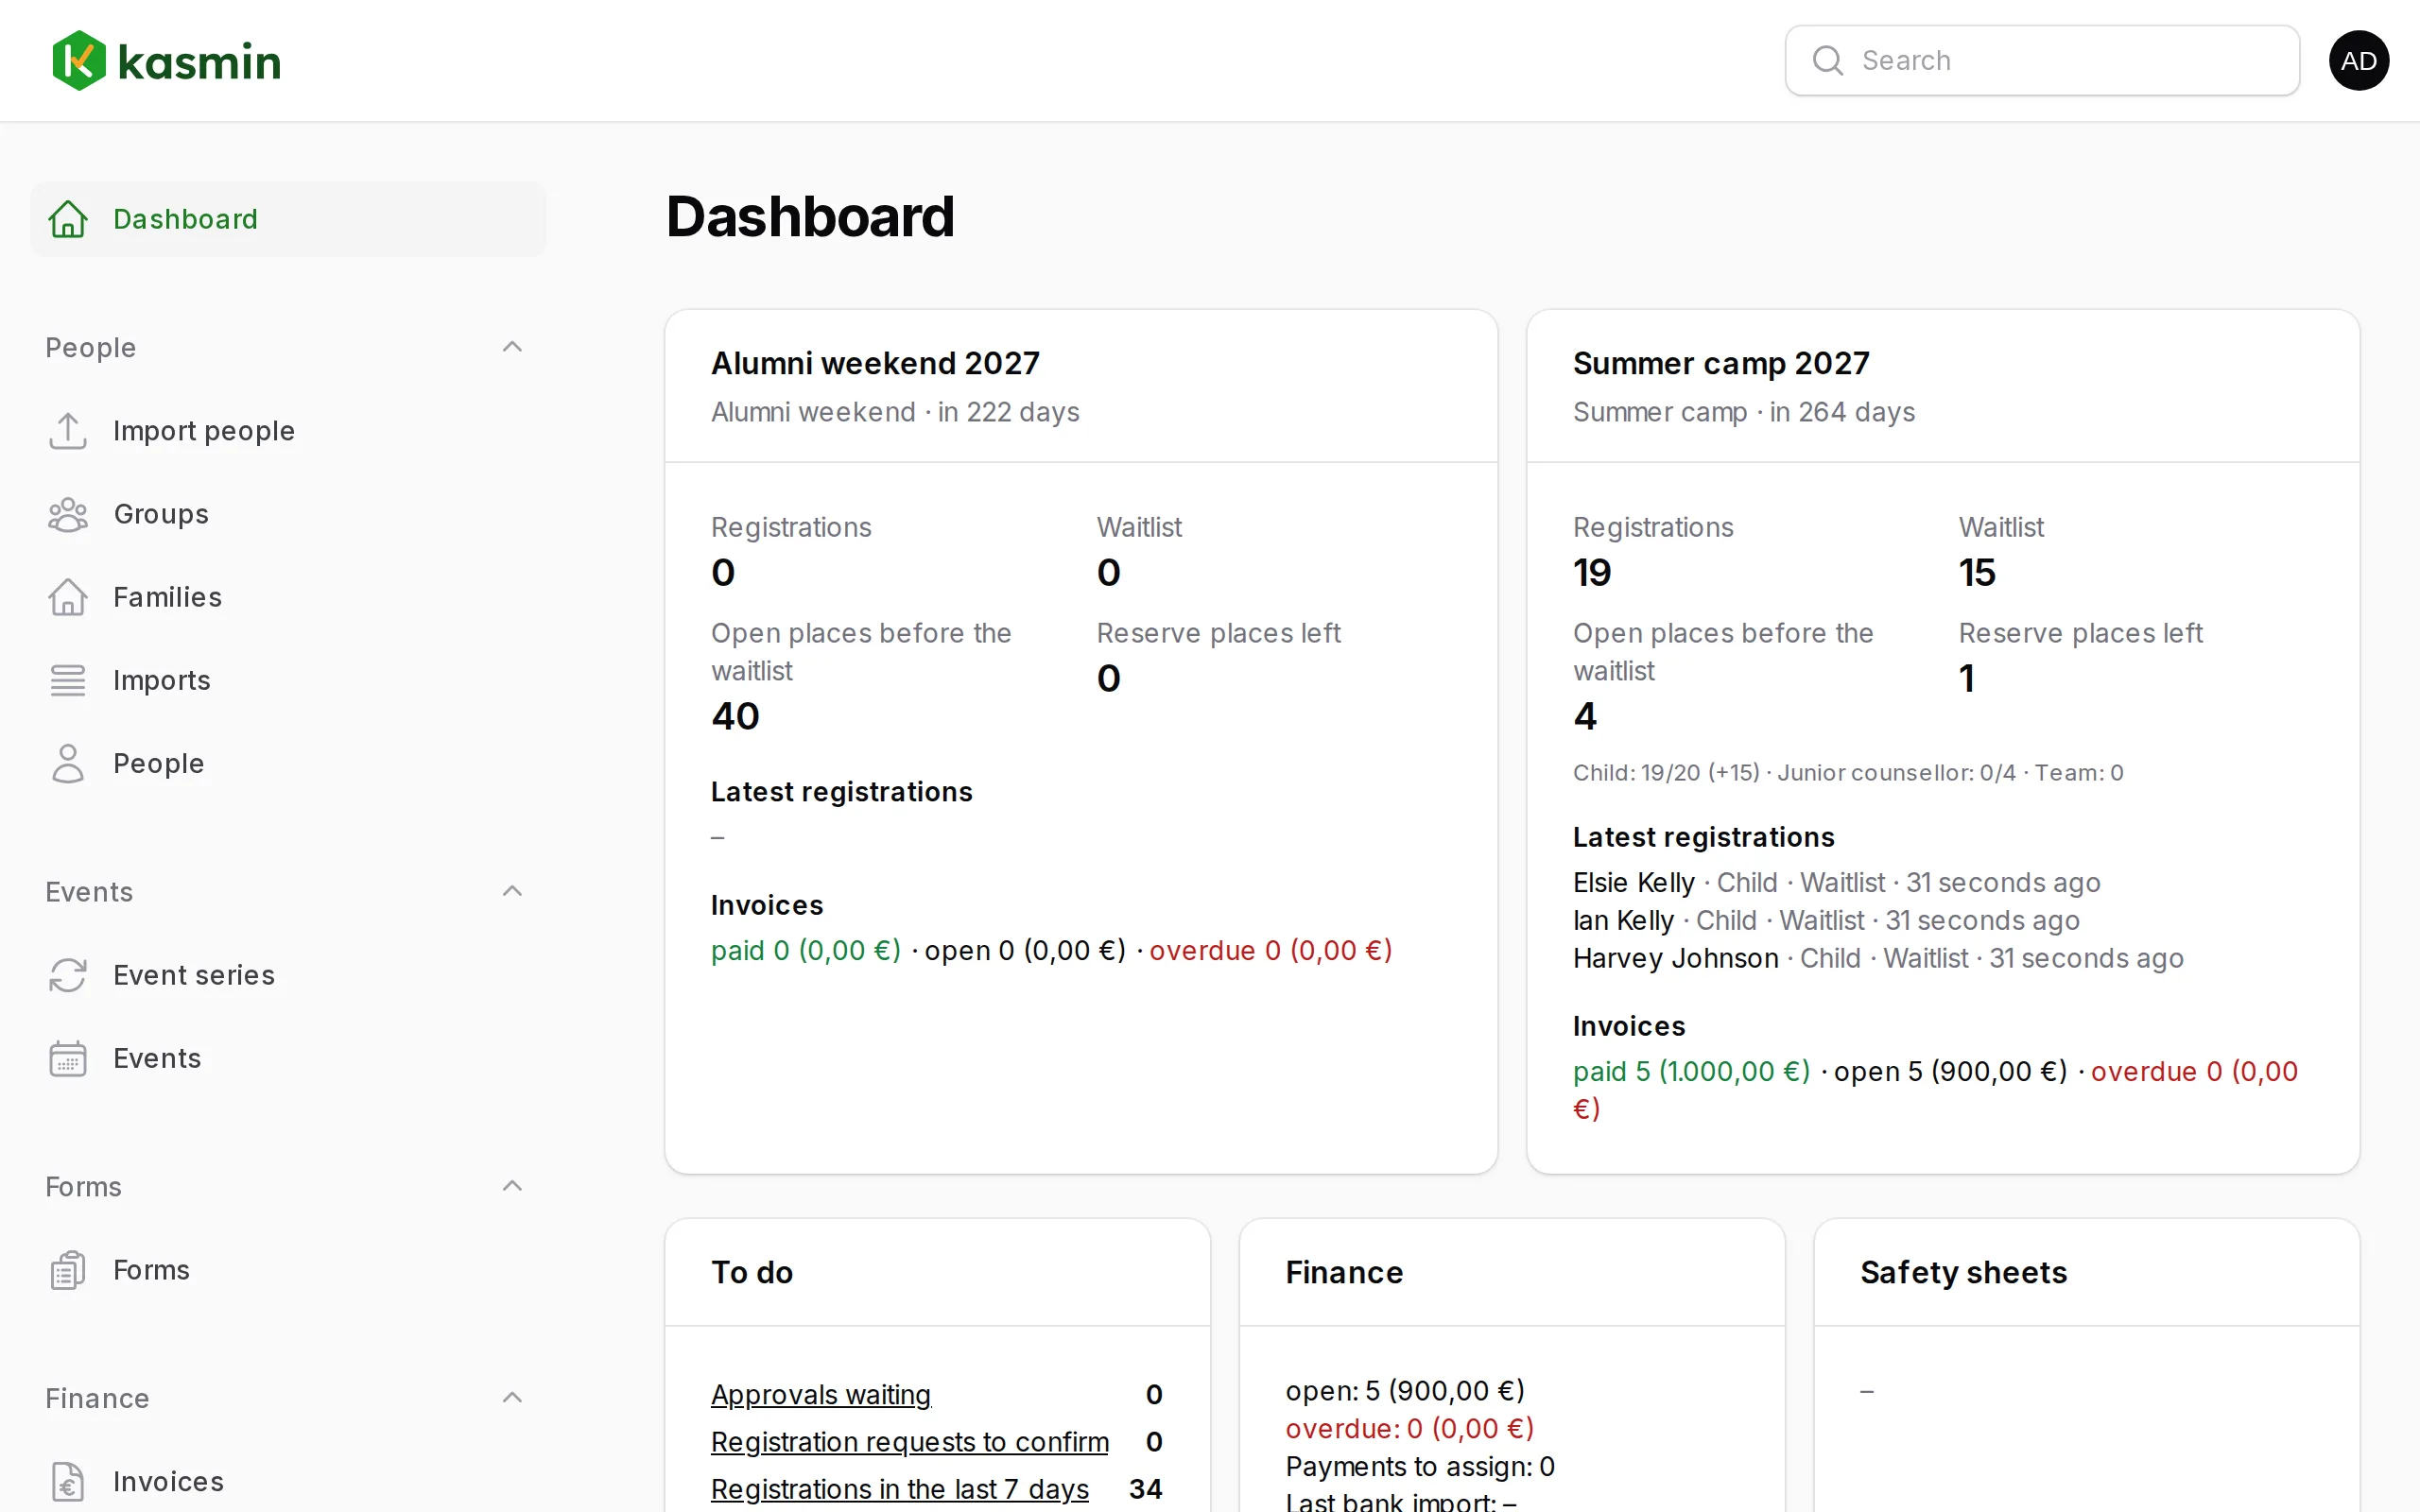 kasmin
Search
AD
Dashboard
People
Import people
Groups
Families
Imports
People
Events
Event series
Events
Forms
Forms
Finance
Invoices
Dashboard
Alumni weekend 2027
Alumni weekend · in 222 days
Registrations
0
Waitlist
0
Open places before the
waitlist
40
Reserve places left
0
Latest registrations
–
Invoices
paid 0 (0,00 €) · open 0 (0,00 €) · overdue 0 (0,00 €)
Summer camp 2027
Summer camp · in 264 days
Registrations
19
Waitlist
15
Open places before the
waitlist
4
Reserve places left
1
Child: 19/20 (+15) · Junior counsellor: 0/4 · Team: 0
Latest registrations
Elsie Kelly · Child · Waitlist · 31 seconds ago
Ian Kelly · Child · Waitlist · 31 seconds ago
Harvey Johnson · Child · Waitlist · 31 seconds ago
Invoices
paid 5 (1.000,00 €) · open 5 (900,00 €) · overdue 0 (0,00
€)
To do
Approvals waiting 0
Registration requests to confirm 0
Registrations in the last 7 days 34
Finance
open: 5 (900,00 €)
overdue: 0 (0,00 €)
Payments to assign: 0
Last bank import: –
Safety sheets
–